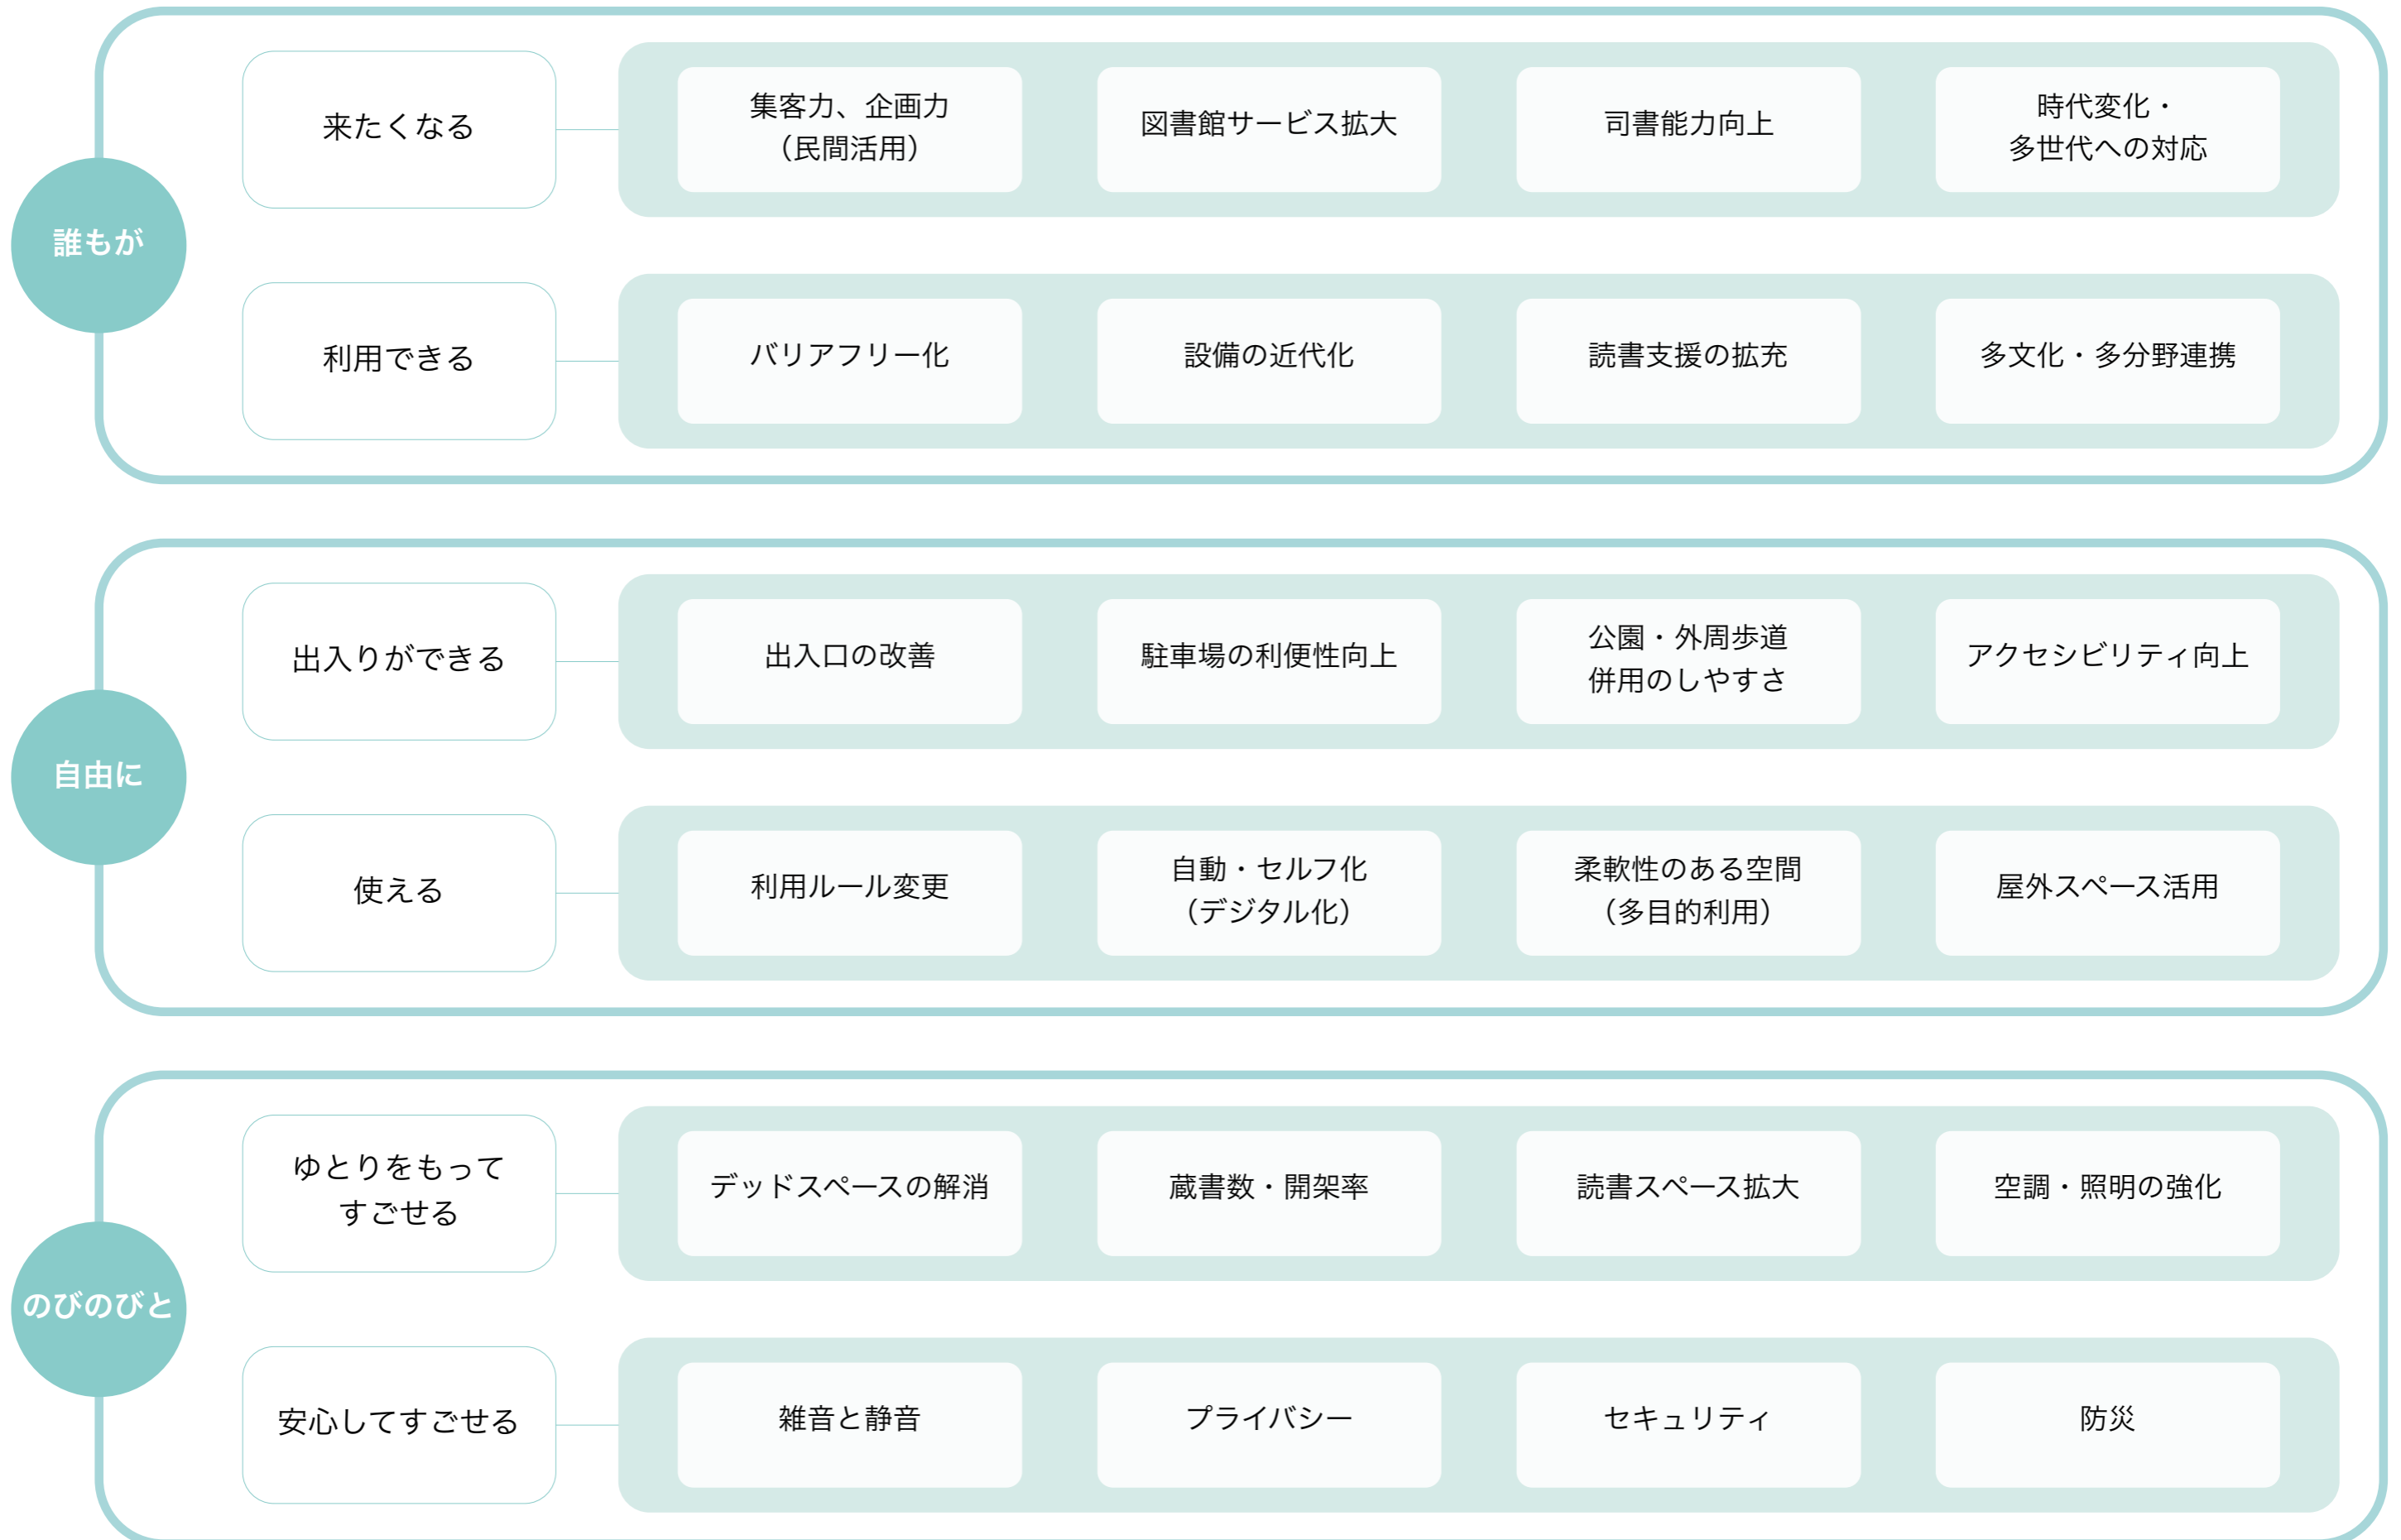 誰もが
来たくなる
集客力、企画力
（民間活用）
図書館サービス拡大
司書能力向上
時代変化・
多世代への対応
利用できる
バリアフリー化
設備の近代化
読書支援の拡充
多文化・多分野連携
自由に
出入りができる
出入口の改善
駐車場の利便性向上
公園・外周歩道
併用のしやすさ
アクセシビリティ向上
使える
利用ルール変更
自動・セルフ化
（デジタル化）
柔軟性のある空間
（多目的利用）
屋外スペース活用
のびのびと
ゆとりをもって
すごせる
デッドスペースの解消
蔵書数・開架率
読書スペース拡大
空調・照明の強化
安心してすごせる
雑音と静音
プライバシー
セキュリティ
防災